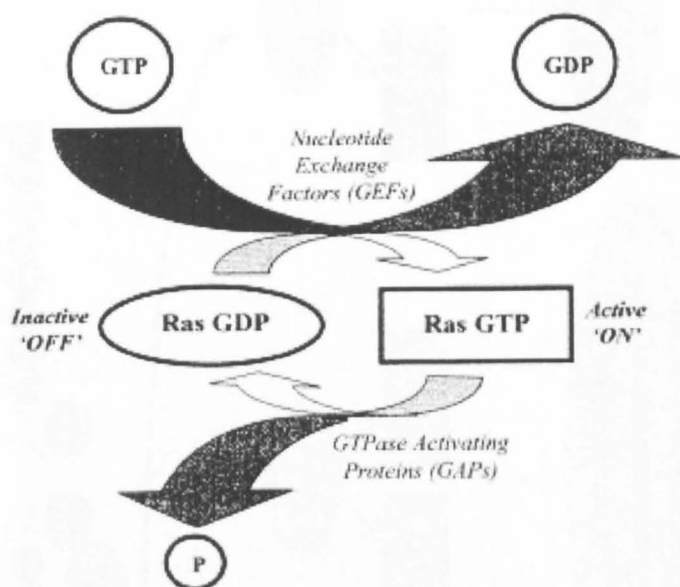 GTP
GDP
Nucleotide
Exchange
Factors (GEFs)
Inactive
‘OFF’
Ras GDP
Ras GTP
Active
‘ON’
GTPase Activating
Proteins (GAPs)
P